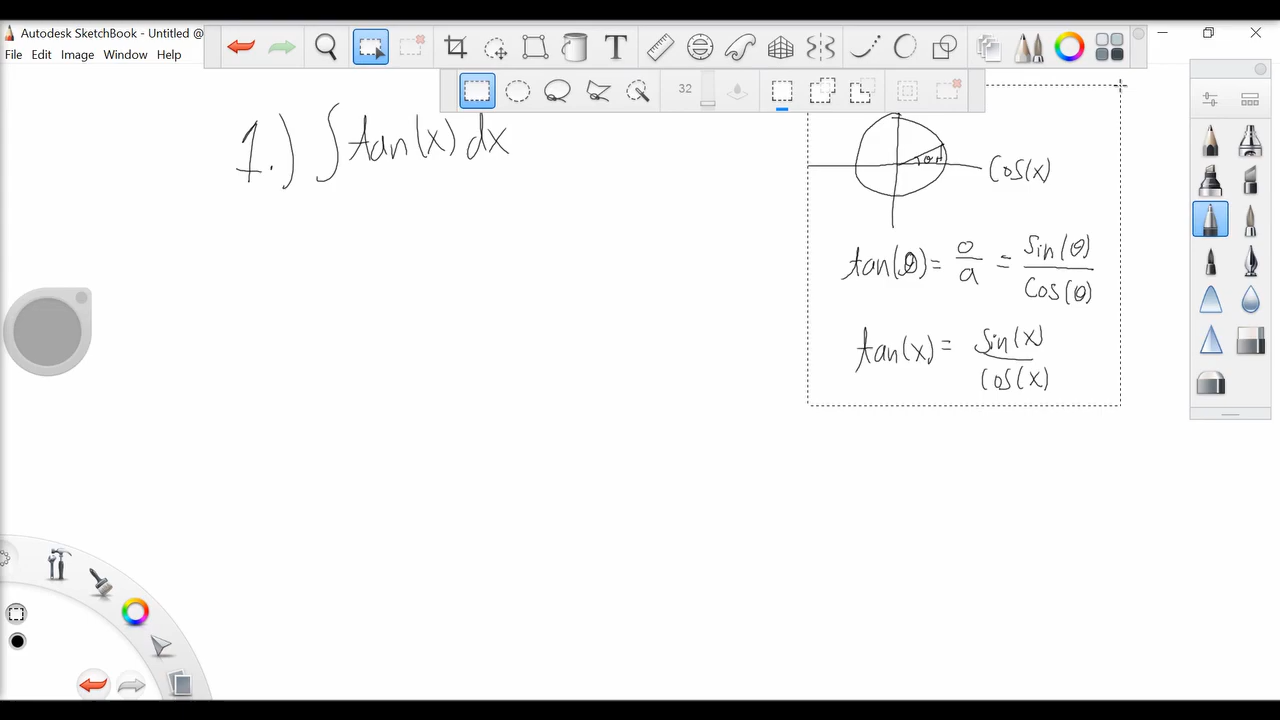 Autodesk SketchBook - Untitled @
File Edit Image Window Help
32
1.) ∫tan(x) dx
Cos(x)
tan(θ) = o/a = Sin(θ)/Cos(θ)
tan(x) = Sin(x)/Cos(x)